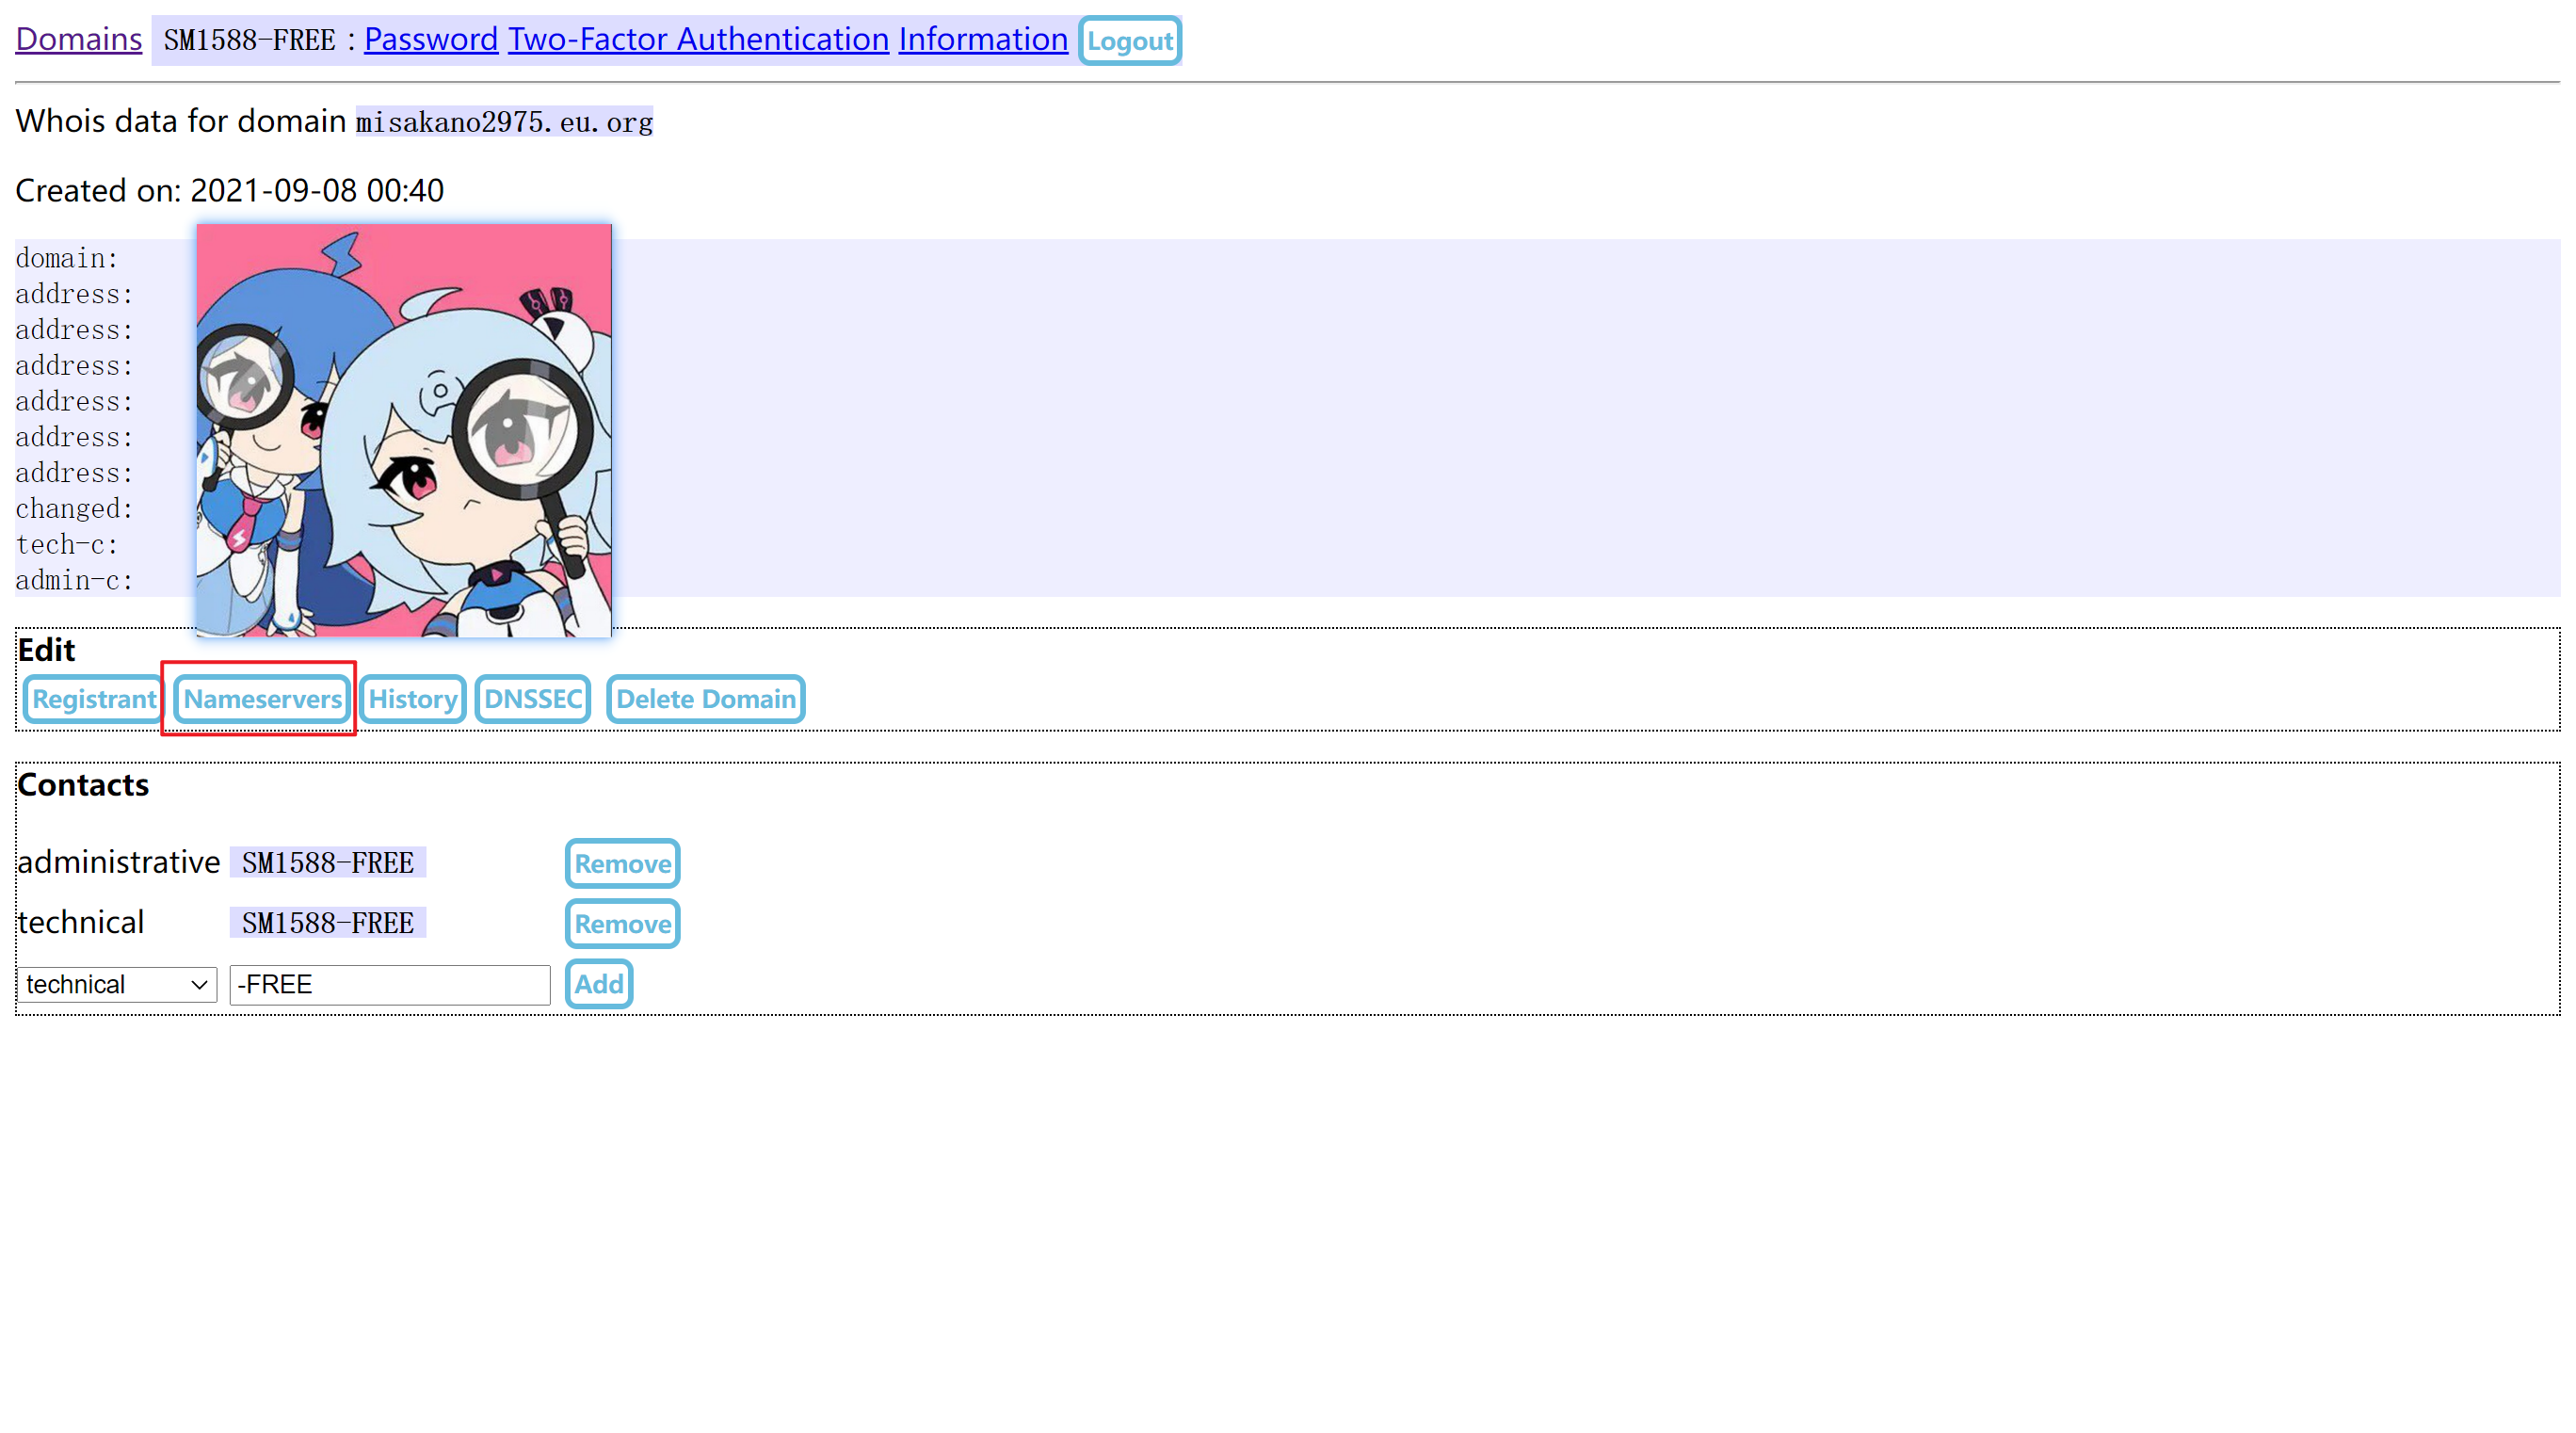 Domains SM1588-FREE : Password Two-Factor Authentication Information Logout
Whois data for domain misakano2975.eu.org
Created on: 2021-09-08 00:40
domain:
address:
address:
address:
address:
address:
address:
changed:
tech-c:
admin-c:
Edit
Registrant Nameservers History DNSSEC Delete Domain
Contacts
administrative SM1588-FREE Remove
technical SM1588-FREE Remove
technical -FREE Add